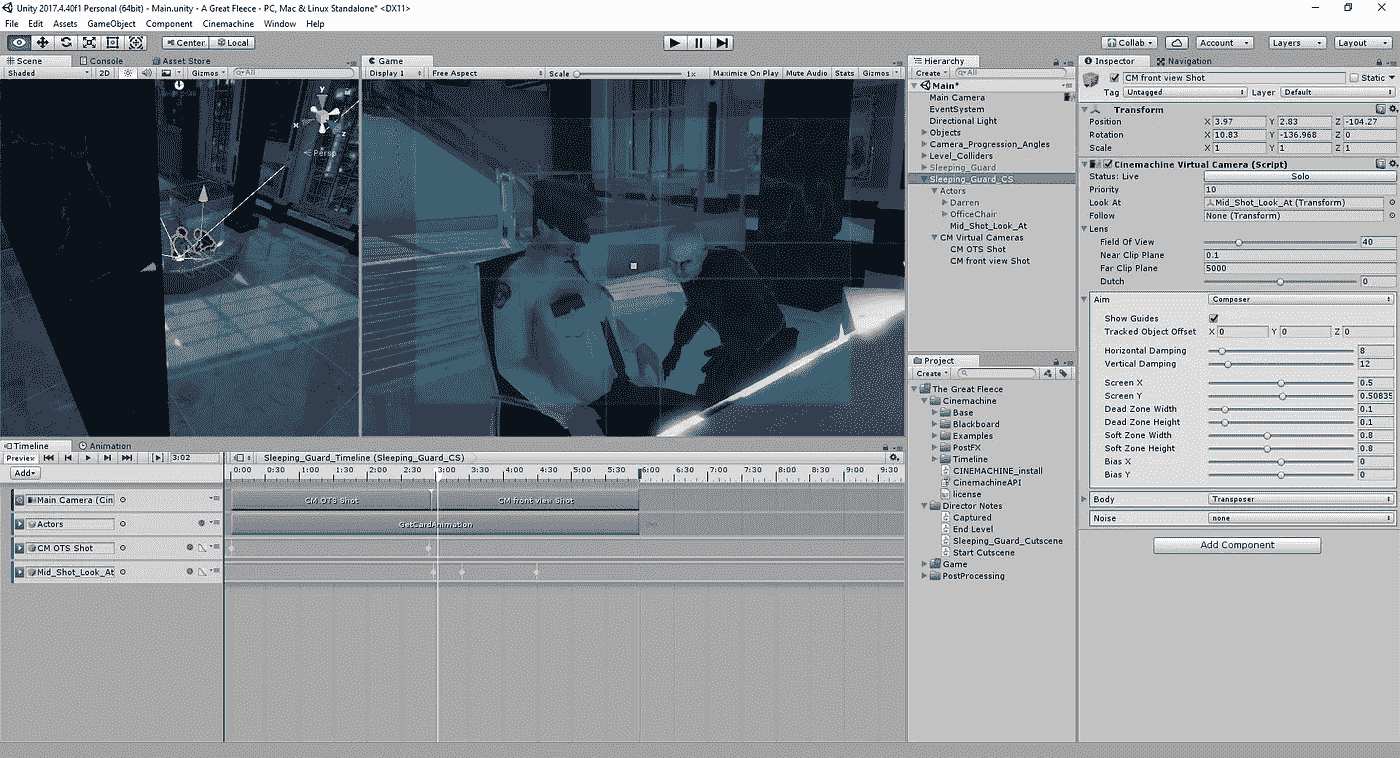 Unity 2017.4.40f1 Personal (64bit) - Main.unity - A Great Fleece - PC, Mac & Linux Standalone* <DX11>
File Edit Assets GameObject Component Cinemachine Window Help
Center Local Collab Account Layers Layout
Scene Console Asset Store
Shaded 2D Gizmos All
Persp
x y z
Game
Display 1 Free Aspect Scale 1x Maximize On Play Mute Audio Stats Gizmos
Hierarchy
Create All
Main*
Main Camera
EventSystem
Directional Light
Objects
Camera_Progression_Angles
Level_Colliders
Sleeping_Guard
Sleeping_Guard_CS
Actors
Darren
OfficeChair
Mid_Shot_Look_At
CM Virtual Cameras
CM OTS Shot
CM front view Shot
Project
Create
The Great Fleece
Cinemachine
Base
Blackboard
Examples
PostFX
Timeline
CINEMACHINE_install
CinemachineAPI
license
Director Notes
Captured
End Level
Sleeping_Guard_Cutscene
Start Cutscene
Game
PostProcessing
Inspector Navigation
CM front view Shot Static
Tag Untagged Layer Default
Transform
Position X 3.97 Y 2.83 Z -104.27
Rotation X 10.83 Y -136.968 Z 0
Scale X 1 Y 1 Z 1
Cinemachine Virtual Camera (Script)
Status: Live Solo
Priority 10
Look At Mid_Shot_Look_At (Transform)
Follow None (Transform)
Lens
Field Of View 40
Near Clip Plane 0.1
Far Clip Plane 5000
Dutch 0
Aim Composer
Show Guides
Tracked Object Offset X 0 Y 0 Z 0
Horizontal Damping 8
Vertical Damping 12
Screen X 0.5
Screen Y 0.50835
Dead Zone Width 0.1
Dead Zone Height 0.1
Soft Zone Width 0.8
Soft Zone Height 0.8
Bias X 0
Bias Y 0
Body Transposer
Noise none
Add Component
Timeline Animation
Preview 3:02 Sleeping_Guard_Timeline (Sleeping_Guard_CS)
Add
0:00 0:30 1:00 1:30 2:00 2:30 3:00 3:30 4:00 4:30 5:00 5:30 6:00 6:30 7:00 7:30 8:00 8:30 9:00 9:30
Main Camera (Cin CM OTS Shot CM front view Shot
Actors GetCardAnimation
CM OTS Shot
Mid_Shot_Look_At